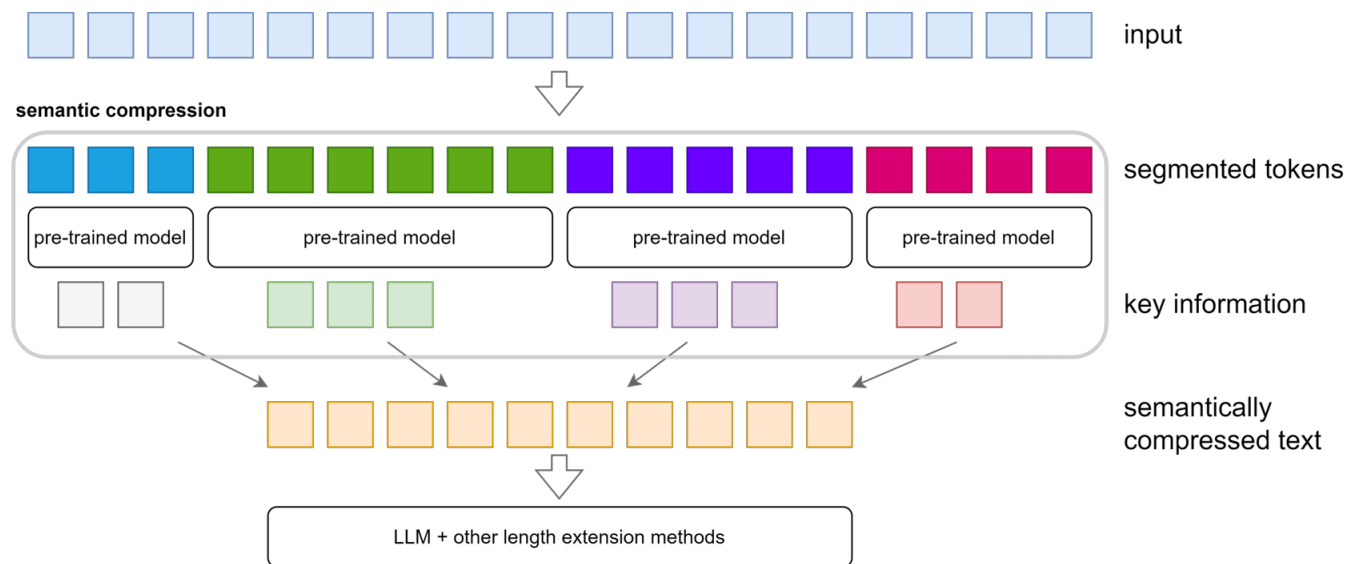 input
semantic compression
segmented tokens
pre-trained model
pre-trained model
pre-trained model
pre-trained model
key information
semantically
compressed text
LLM + other length extension methods